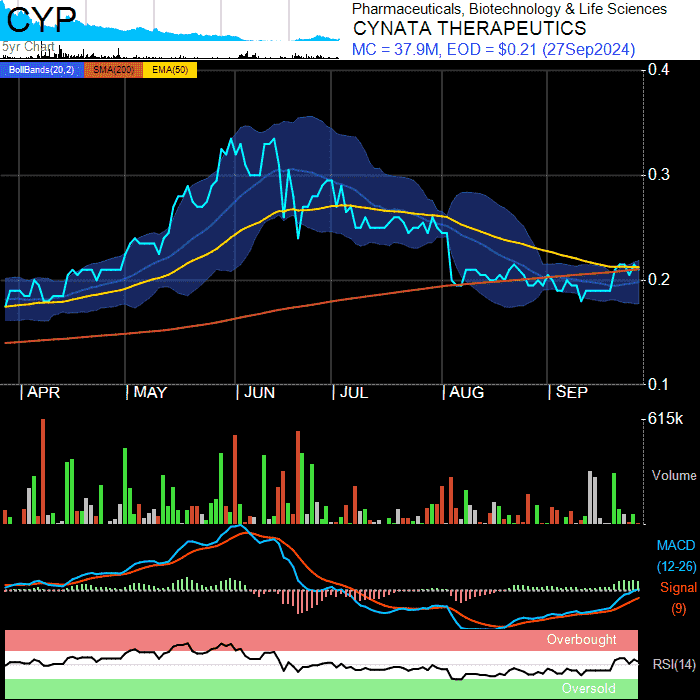 CYP
5yr Chart
Pharmaceuticals, Biotechnology & Life Sciences
CYNATA THERAPEUTICS
MC = 37.9M, EOD = $0.21 (27Sep2024)
BollBands(20,2) SMA(200) EMA(50)
0.4
0.3
0.2
0.1
APR MAY JUN JUL AUG SEP
615k
Volume
MACD
(12-26)
Signal
(9)
Overbought
RSI(14)
Oversold